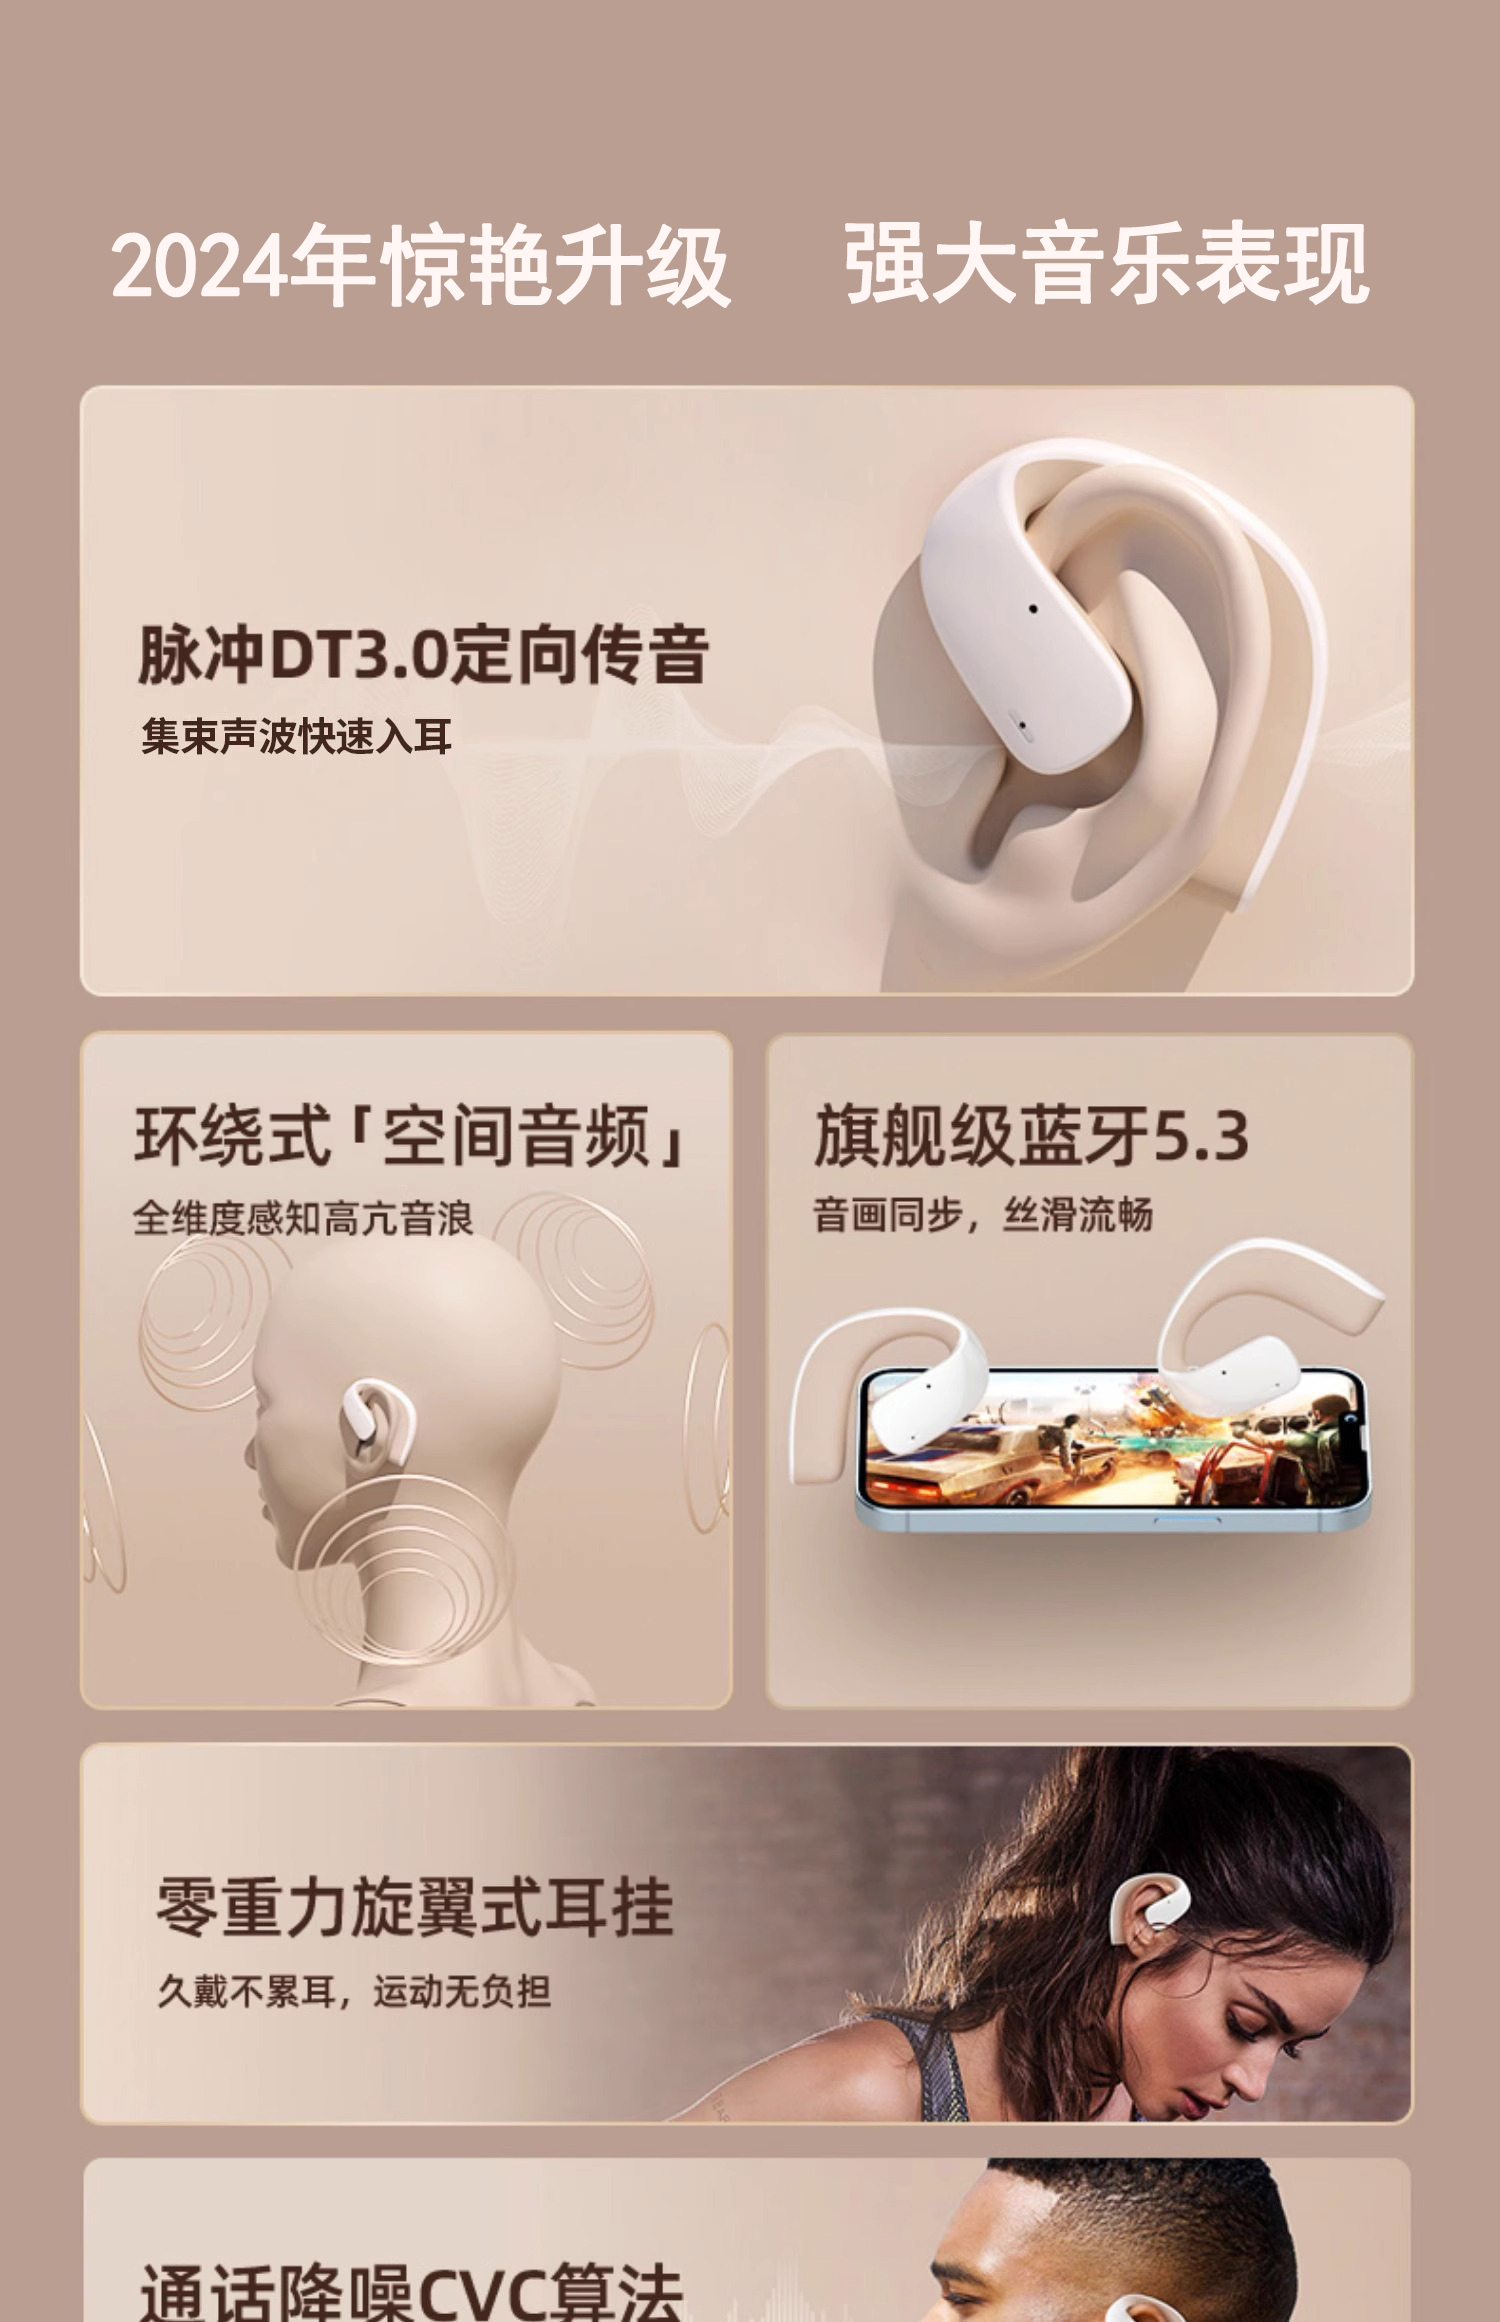 2024年惊艳升级 强大音乐表现
脉冲DT3.0定向传音
集束声波快速入耳
环绕式「空间音频」
全维度感知高亢音浪
旗舰级蓝牙5.3
音画同步，丝滑流畅
零重力旋翼式耳挂
久戴不累耳，运动无负担
通话降噪CVC算法